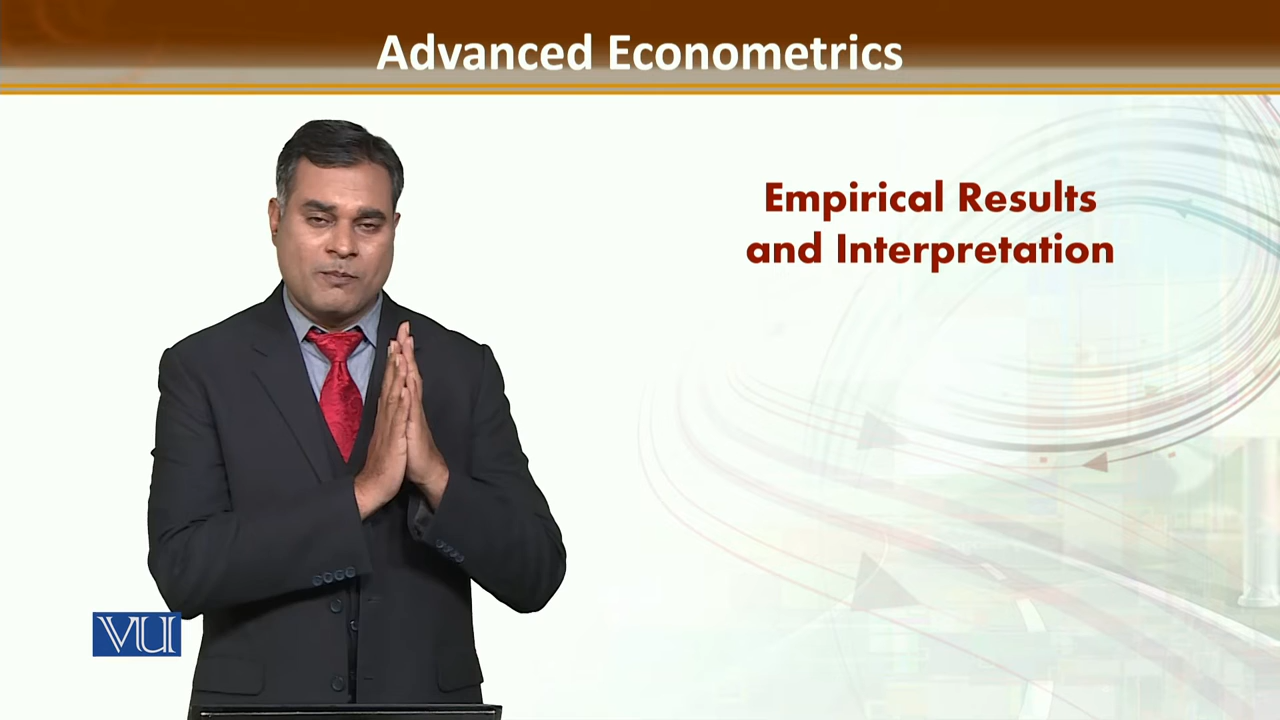 Advanced Econometrics
Empirical Results
and Interpretation
VU